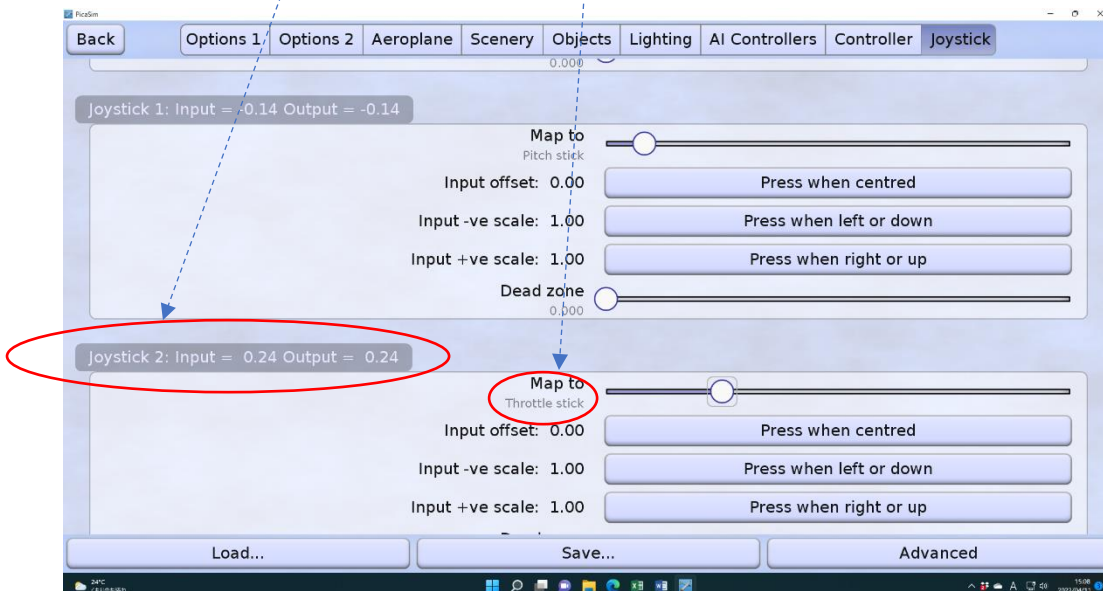 PicaSim
Back Options 1 Options 2 Aeroplane Scenery Objects Lighting AI Controllers Controller Joystick
0.000
Joystick 1: Input = -0.14 Output = -0.14
Map to
Pitch stick
Input offset: 0.00 Press when centred
Input -ve scale: 1.00 Press when left or down
Input +ve scale: 1.00 Press when right or up
Dead zone
0.000
Joystick 2: Input = 0.24 Output = 0.24
Map to
Throttle stick
Input offset: 0.00 Press when centred
Input -ve scale: 1.00 Press when left or down
Input +ve scale: 1.00 Press when right or up
Load... Save... Advanced
24°C A 15:08